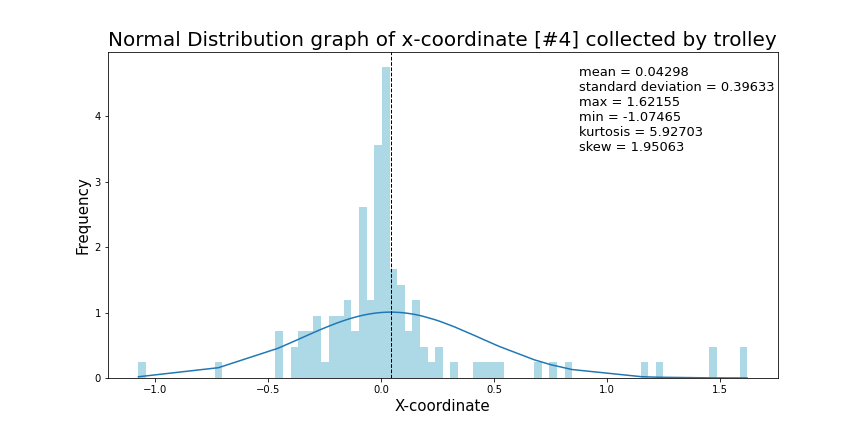 Normal Distribution graph of x-coordinate [#4] collected by trolley
mean = 0.04298
standard deviation = 0.39633
max = 1.62155
min = -1.07465
kurtosis = 5.92703
skew = 1.95063
Frequency
4
3
2
1
0
−1.0 −0.5 0.0 0.5 1.0 1.5
X-coordinate